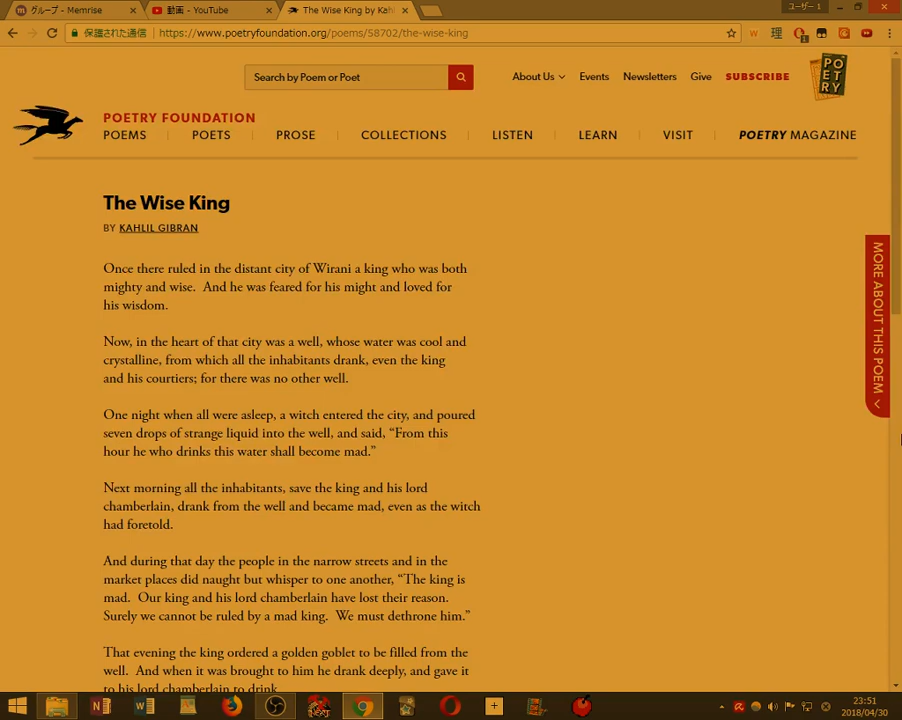 グループ - Memrise
動画 - YouTube
The Wise King by Kah
ユーザー 1
保護された通信
https://www.poetryfoundation.org/poems/58702/the-wise-king
Search by Poem or Poet
About Us
Events
Newsletters
Give
SUBSCRIBE
POETRY
POETRY FOUNDATION
POEMS
POETS
PROSE
COLLECTIONS
LISTEN
LEARN
VISIT
POETRY MAGAZINE
The Wise King
BY KAHLIL GIBRAN
Once there ruled in the distant city of Wirani a king who was both
mighty and wise.  And he was feared for his might and loved for
his wisdom.
Now, in the heart of that city was a well, whose water was cool and
crystalline, from which all the inhabitants drank, even the king
and his courtiers; for there was no other well.
One night when all were asleep, a witch entered the city, and poured
seven drops of strange liquid into the well, and said, “From this
hour he who drinks this water shall become mad.”
Next morning all the inhabitants, save the king and his lord
chamberlain, drank from the well and became mad, even as the witch
had foretold.
And during that day the people in the narrow streets and in the
market places did naught but whisper to one another, “The king is
mad.  Our king and his lord chamberlain have lost their reason.
Surely we cannot be ruled by a mad king.  We must dethrone him.”
That evening the king ordered a golden goblet to be filled from the
well.  And when it was brought to him he drank deeply, and gave it
to his lord chamberlain to drink.
MORE ABOUT THIS POEM
23:51
2018/04/30